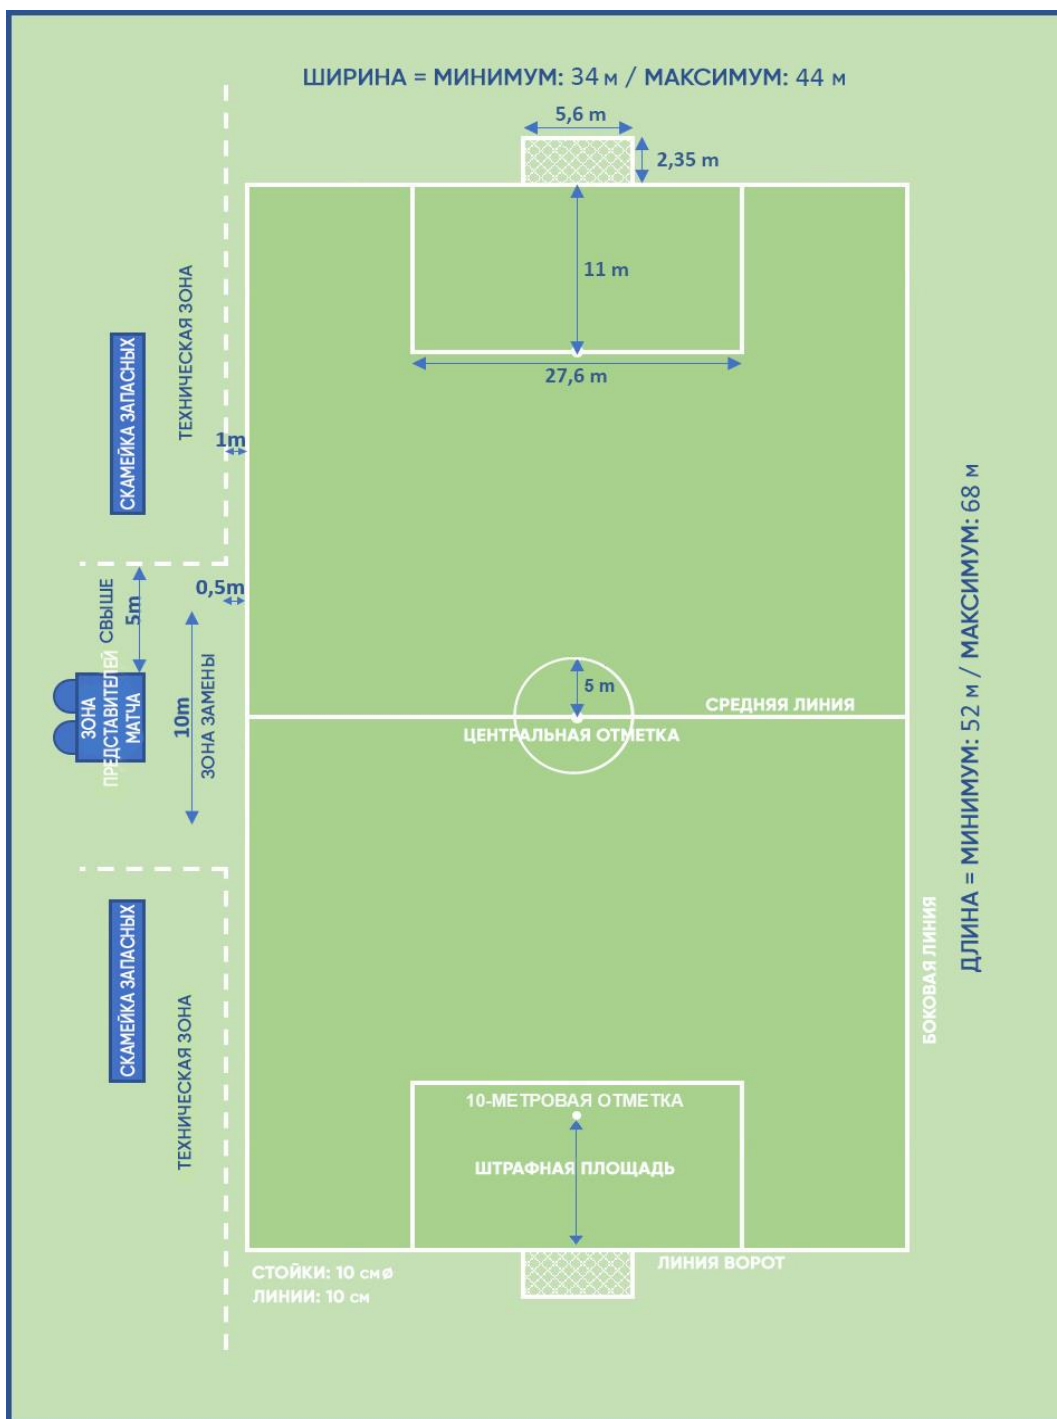 ШИРИНА = МИНИМУМ: 34 м / МАКСИМУМ: 44 м
5,6 m
2,35 m
11 m
27,6 m
ТЕХНИЧЕСКАЯ ЗОНА
СКАМЕЙКА ЗАПАСНЫХ
1m
0,5m
СВЫШЕ
5m
ЗОНА
ПРЕДСТАВИТЕЛЕЙ
МАТЧА
10m
ЗОНА ЗАМЕНЫ
5 m
СРЕДНЯЯ ЛИНИЯ
ЦЕНТРАЛЬНАЯ ОТМЕТКА
ДЛИНА = МИНИМУМ: 52 м / МАКСИМУМ: 68 м
БОКОВАЯ ЛИНИЯ
СКАМЕЙКА ЗАПАСНЫХ
ТЕХНИЧЕСКАЯ ЗОНА
10-МЕТРОВАЯ ОТМЕТКА
ШТРАФНАЯ ПЛОЩАДЬ
ЛИНИЯ ВОРОТ
СТОЙКИ: 10 смø
ЛИНИИ: 10 см